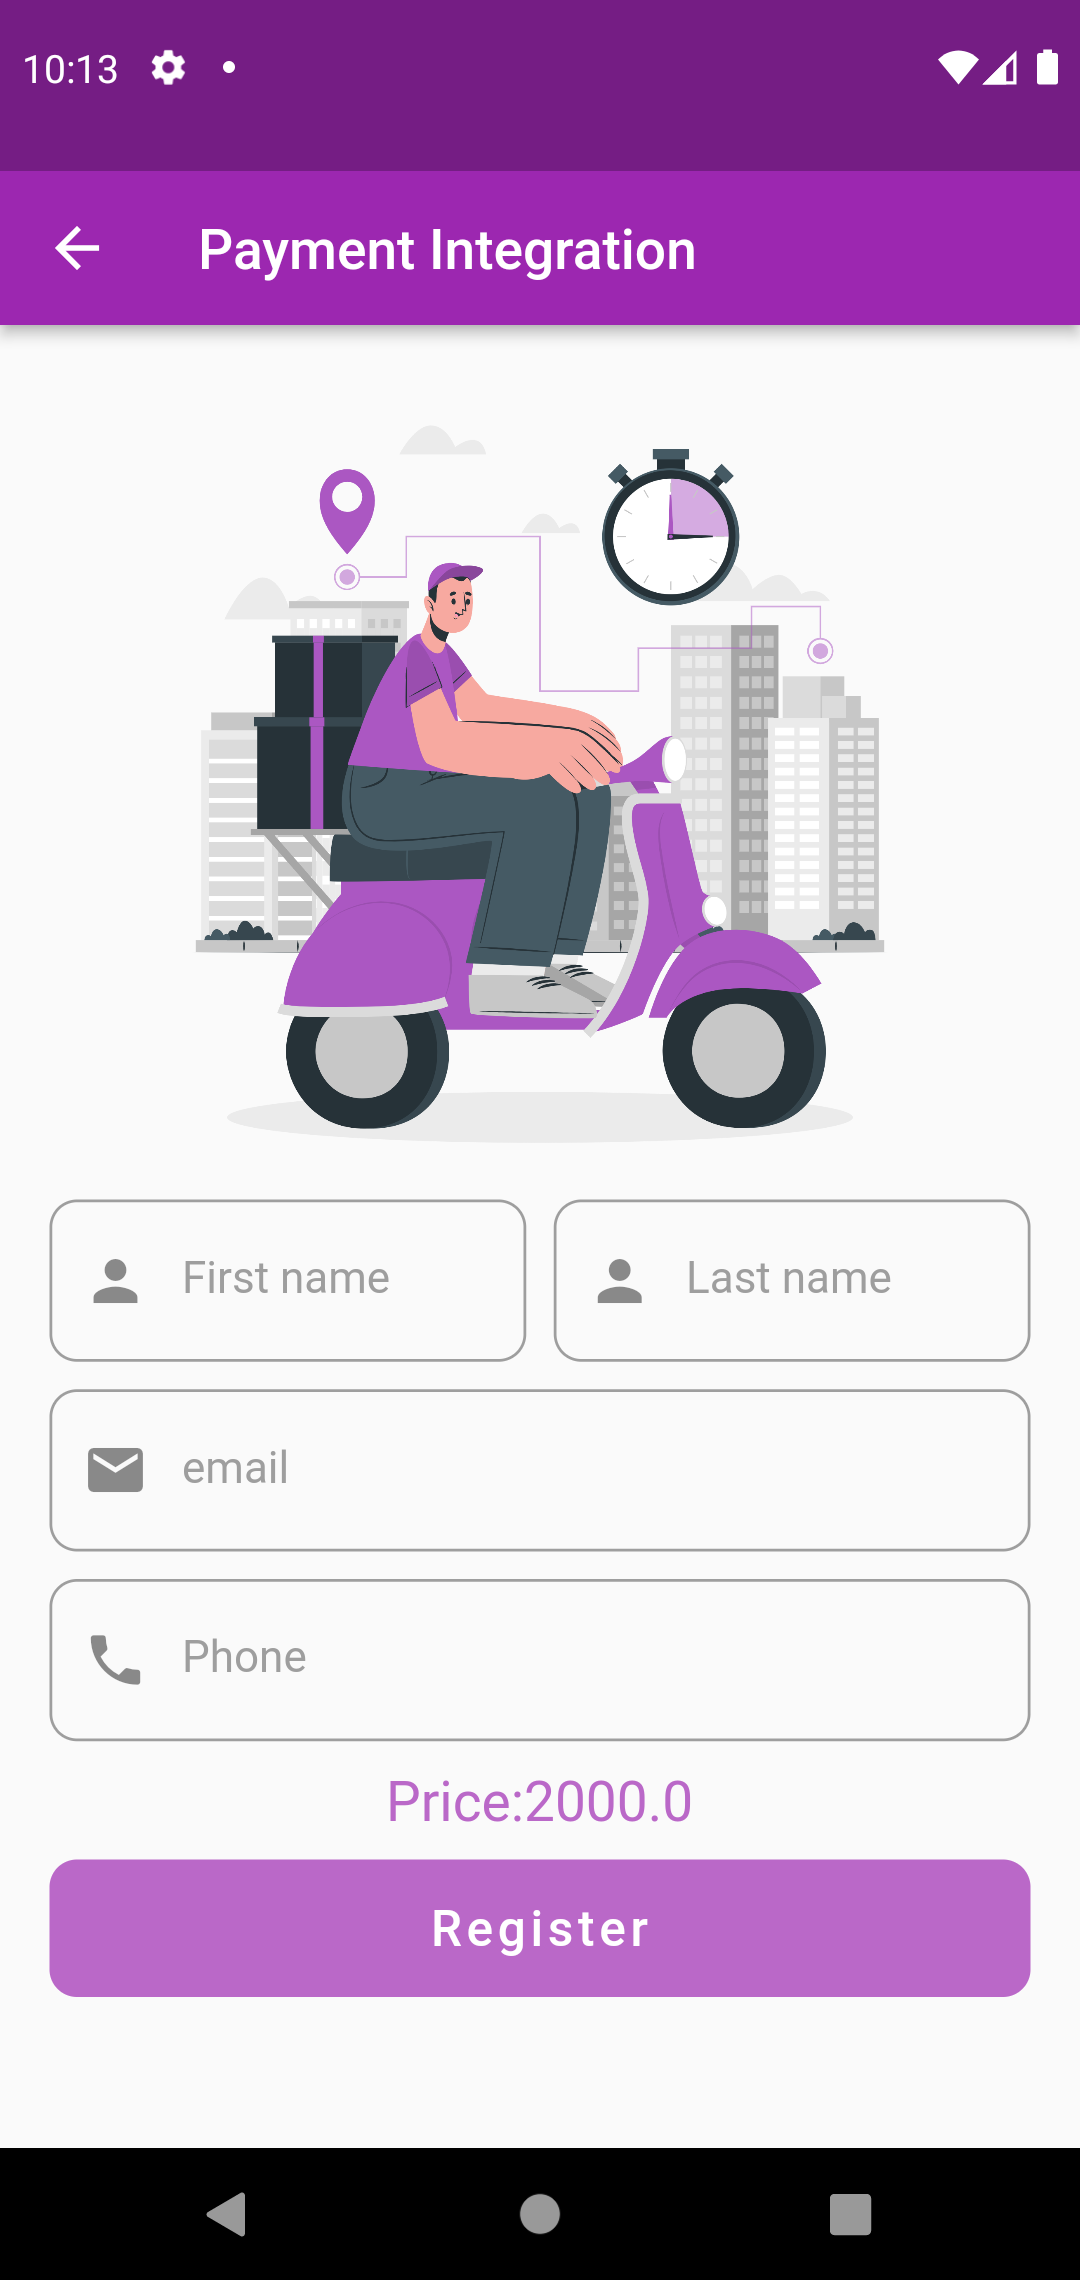 10:13
Payment Integration
First name
Last name
email
Phone
Price:2000.0
Register